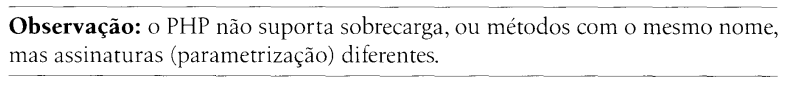 Observação: o PHP não suporta sobrecarga, ou métodos com o mesmo nome,
mas assinaturas (parametrização) diferentes.